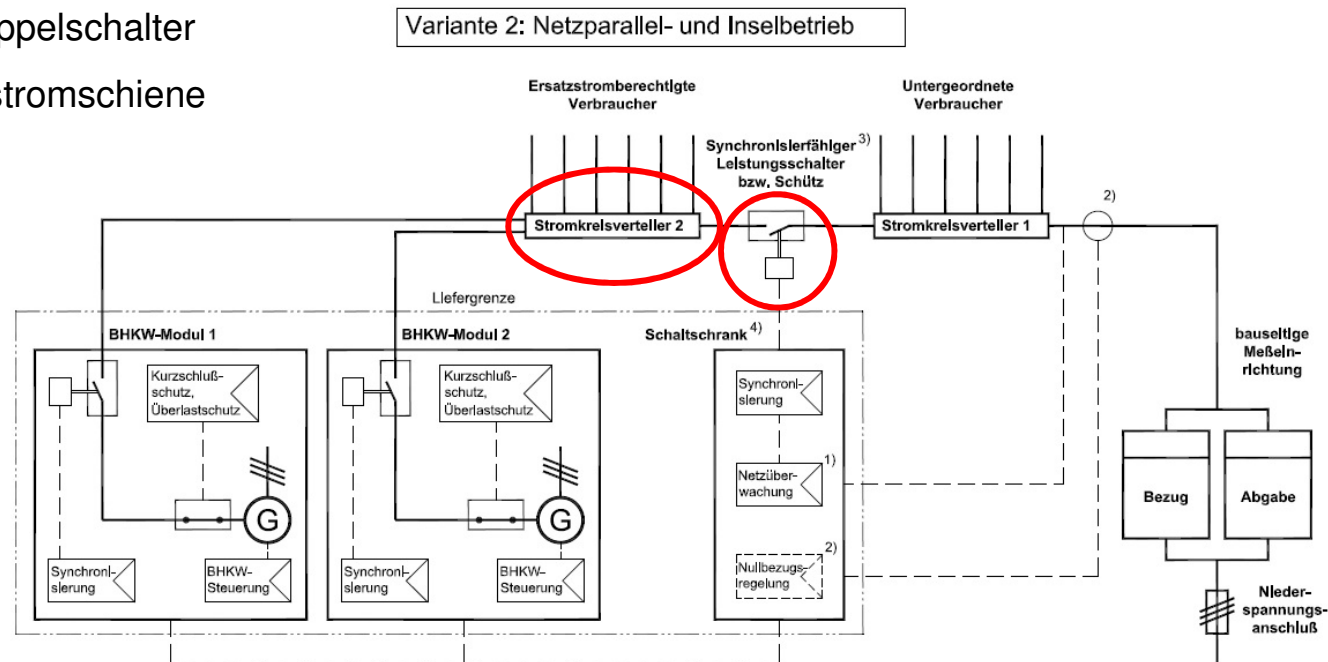 ppelschalter
stromschiene
Variante 2: Netzparallel- und Inselbetrieb
Ersatzstromberechtigte
Verbraucher
Untergeordnete
Verbraucher
Synchronisierfähiger 3)
Leistungsschalter
bzw. Schütz
2)
Stromkreisverteiler 2
Stromkreisverteiler 1
Liefergrenze
BHKW-Modul 1
BHKW-Modul 2
Schaltschrank 4)
bauseitige
Meßein-
richtung
Kurzschluß-
schutz,
Überlastschutz
Kurzschluß-
schutz,
Überlastschutz
Synchroni-
sierung
Netzüber-
wachung
1)
Bezug
Abgabe
G
G
Synchroni-
sierung
BHKW-
Steuerung
Synchroni-
sierung
BHKW-
Steuerung
Nullbezugs-
regelung
2)
Nieder-
spannungs-
anschluß